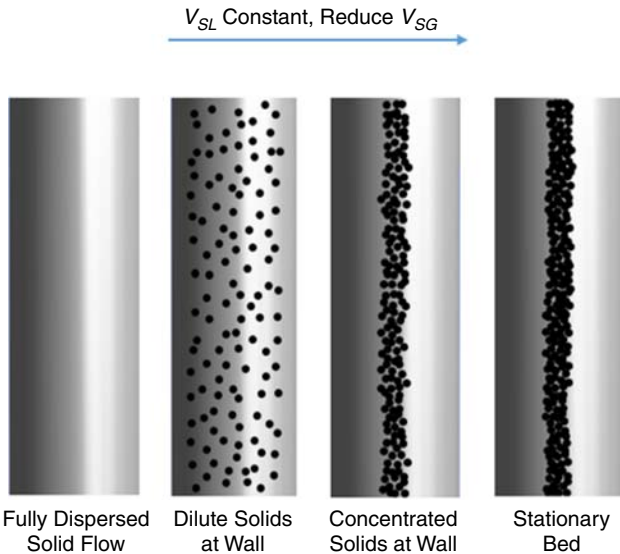 V_SL Constant, Reduce V_SG
Fully Dispersed
Solid Flow
Dilute Solids
at Wall
Concentrated
Solids at Wall
Stationary
Bed